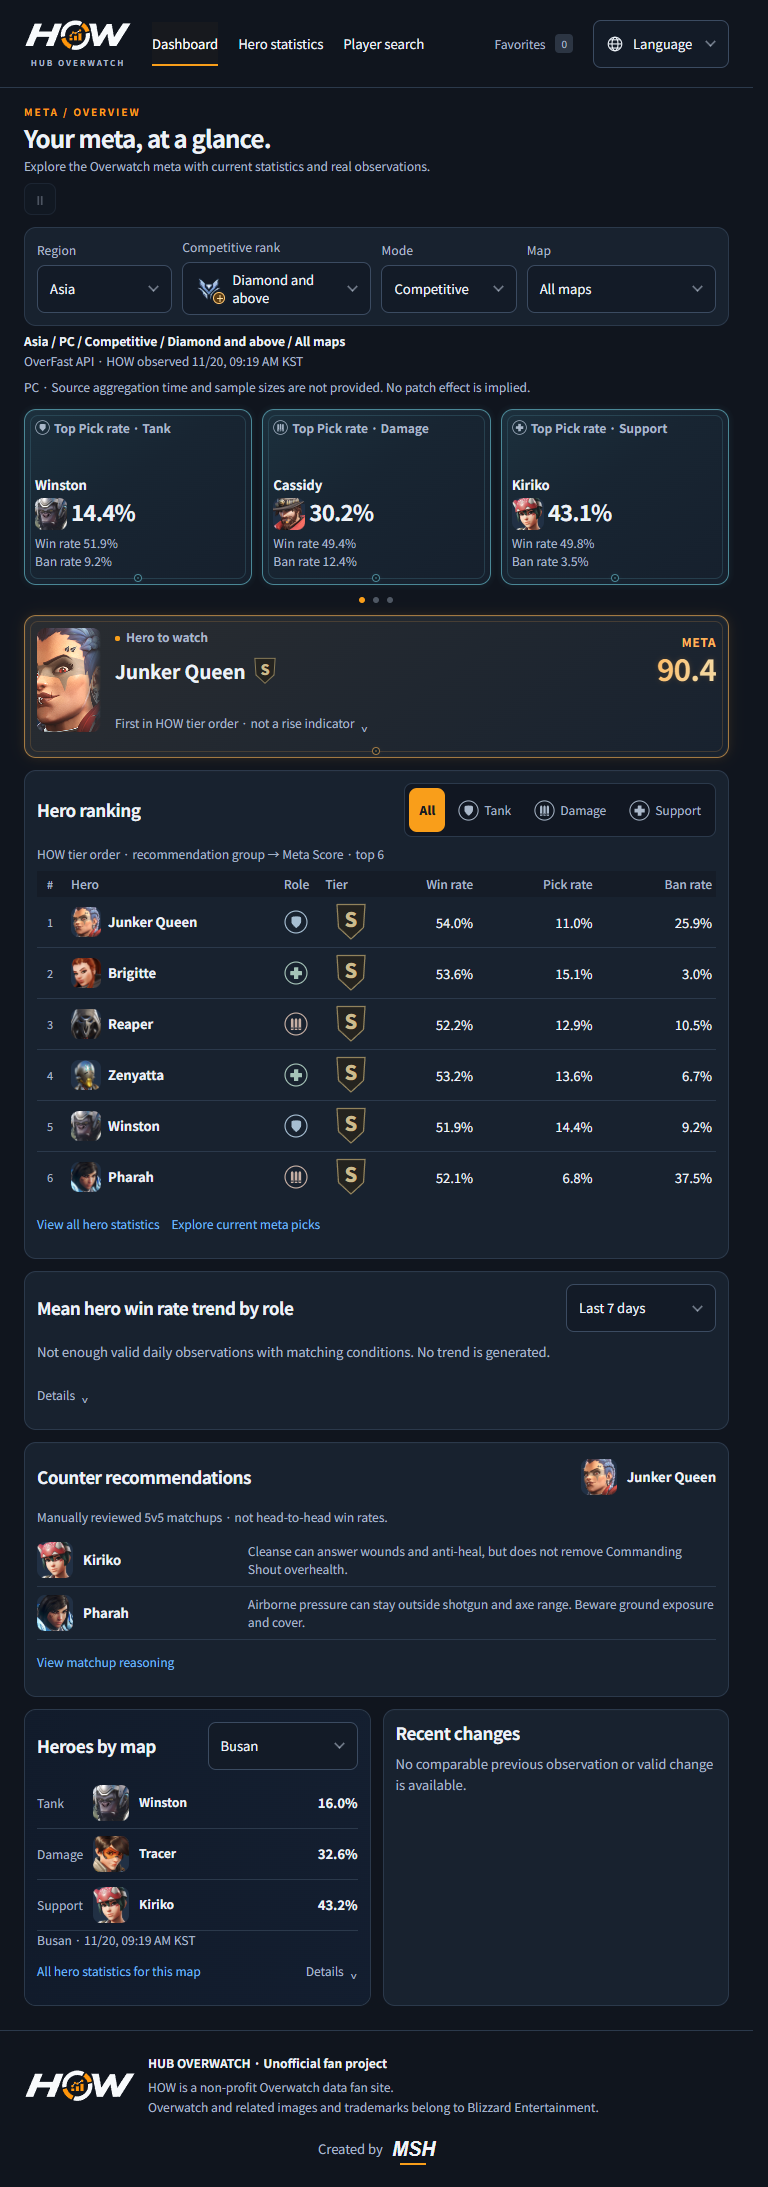 HOW
HUB OVERWATCH
Dashboard
Hero statistics
Player search
Favorites 0
Language
META / OVERVIEW
Your meta, at a glance.
Explore the Overwatch meta with current statistics and real observations.
Region
Competitive rank
Mode
Map
Asia
Diamond and
above
Competitive
All maps
Asia / PC / Competitive / Diamond and above / All maps
OverFast API · HOW observed 11/20, 09:19 AM KST
PC · Source aggregation time and sample sizes are not provided. No patch effect is implied.
Top Pick rate · Tank
Winston
14.4%
Win rate 51.9%
Ban rate 9.2%
Top Pick rate · Damage
Cassidy
30.2%
Win rate 49.4%
Ban rate 12.4%
Top Pick rate · Support
Kiriko
43.1%
Win rate 49.8%
Ban rate 3.5%
Hero to watch
Junker Queen S
First in HOW tier order · not a rise indicator
META
90.4
Hero ranking
All Tank Damage Support
HOW tier order · recommendation group → Meta Score · top 6
# Hero Role Tier Win rate Pick rate Ban rate
1 Junker Queen S 54.0% 11.0% 25.9%
2 Brigitte S 53.6% 15.1% 3.0%
3 Reaper S 52.2% 12.9% 10.5%
4 Zenyatta S 53.2% 13.6% 6.7%
5 Winston S 51.9% 14.4% 9.2%
6 Pharah S 52.1% 6.8% 37.5%
View all hero statistics Explore current meta picks
Mean hero win rate trend by role
Last 7 days
Not enough valid daily observations with matching conditions. No trend is generated.
Details
Counter recommendations
Junker Queen
Manually reviewed 5v5 matchups · not head-to-head win rates.
Kiriko
Cleanse can answer wounds and anti-heal, but does not remove Commanding
Shout overhealth.
Pharah
Airborne pressure can stay outside shotgun and axe range. Beware ground exposure
and cover.
View matchup reasoning
Heroes by map
Busan
Tank Winston 16.0%
Damage Tracer 32.6%
Support Kiriko 43.2%
Busan · 11/20, 09:19 AM KST
All hero statistics for this map
Details
Recent changes
No comparable previous observation or valid change
is available.
HOW
HUB OVERWATCH · Unofficial fan project
HOW is a non-profit Overwatch data fan site.
Overwatch and related images and trademarks belong to Blizzard Entertainment.
Created by MSH